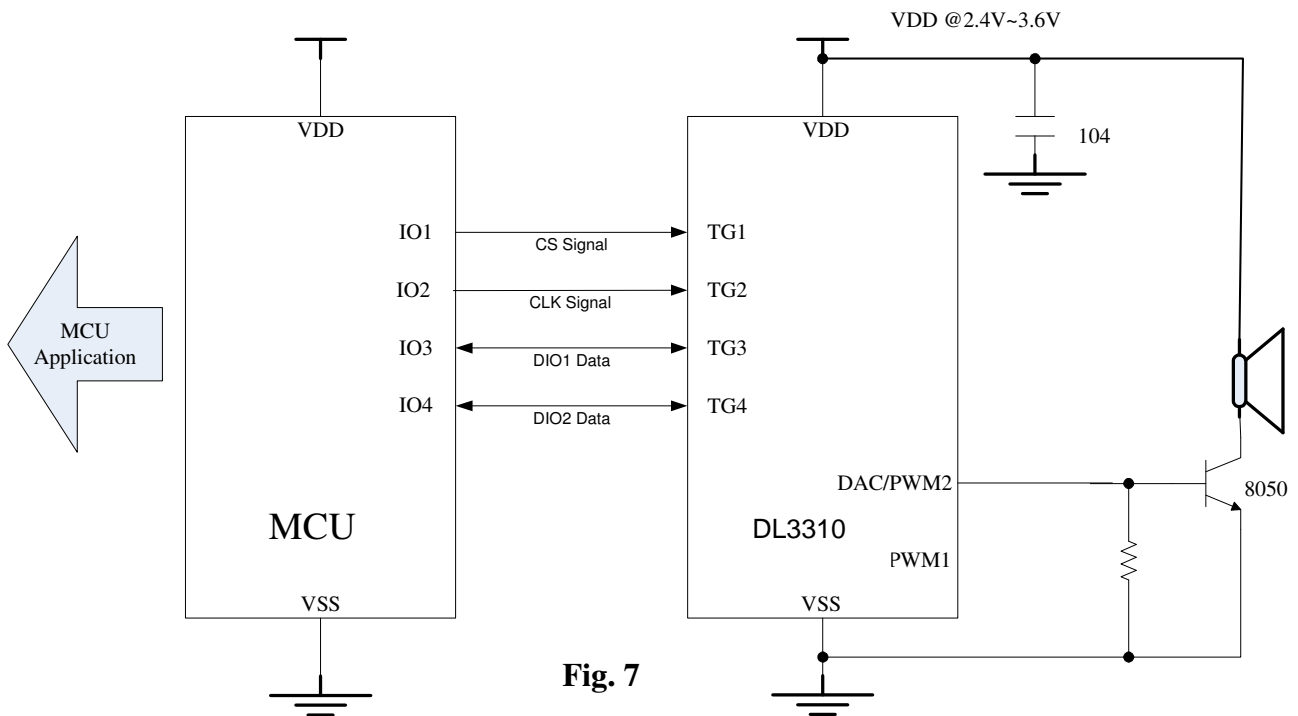 VDD @2.4V~3.6V
VDD
VDD
104
IO1
CS Signal
TG1
IO2
CLK Signal
TG2
MCU
Application
IO3
DIO1 Data
TG3
IO4
DIO2 Data
TG4
DAC/PWM2
8050
MCU
DL3310
PWM1
VSS
VSS
Fig. 7